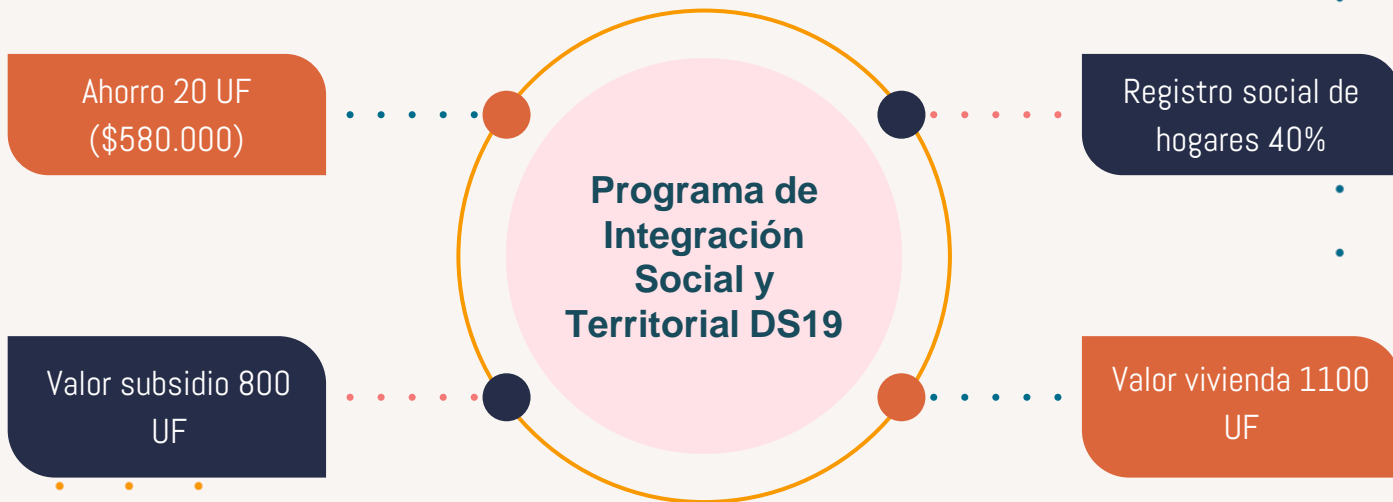 Ahorro 20 UF
($580.000)
Registro social de
hogares 40%
Programa de
Integración
Social y
Territorial DS19
Valor subsidio 800
UF
Valor vivienda 1100
UF